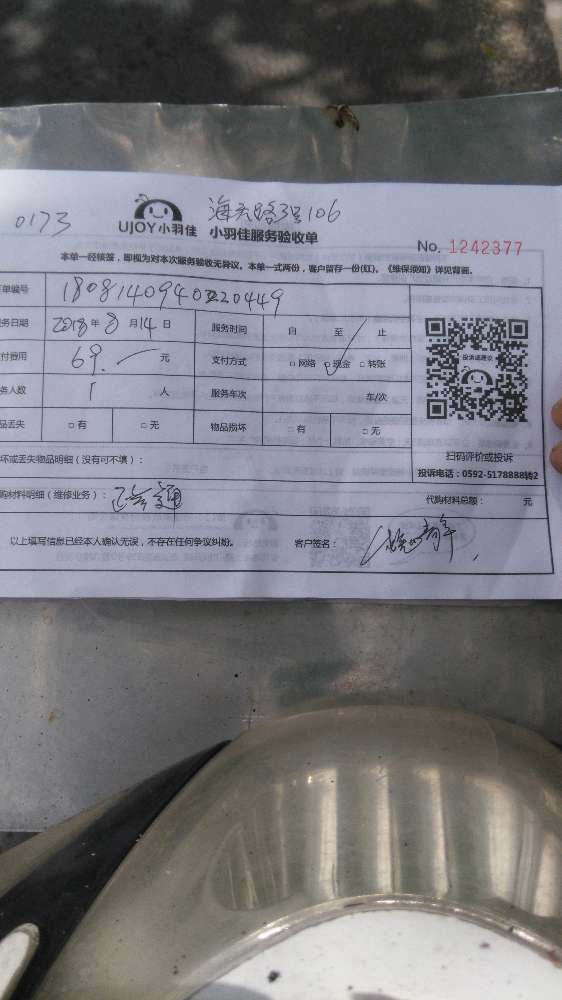 0173 海天路3号106
UJOY小羽佳 小羽佳服务验收单
No. 1242377
本单一经核签,即视为对本次服务验收无异议。本单一式两份,客户留存一份(红)。《维保须知》详见背面。
单编号 180814094
务日期 2018年8月14日 服务时间 自 至 止
付费用 69. 元 支付方式 □网络 □现金 □转账
务人数 1 人 服务车次 车/次
品丢失 □有 □无 物品损坏 □有 □无
投诉或建议
扫码评价或投诉
投诉电话:0592-5178888转2
坏或丢失物品明细(没有可不填):
购材料明细(维修业务): 代购材料总额: 元
以上填写信息已经本人确认无误,不存在任何争议纠纷。 客户签名: